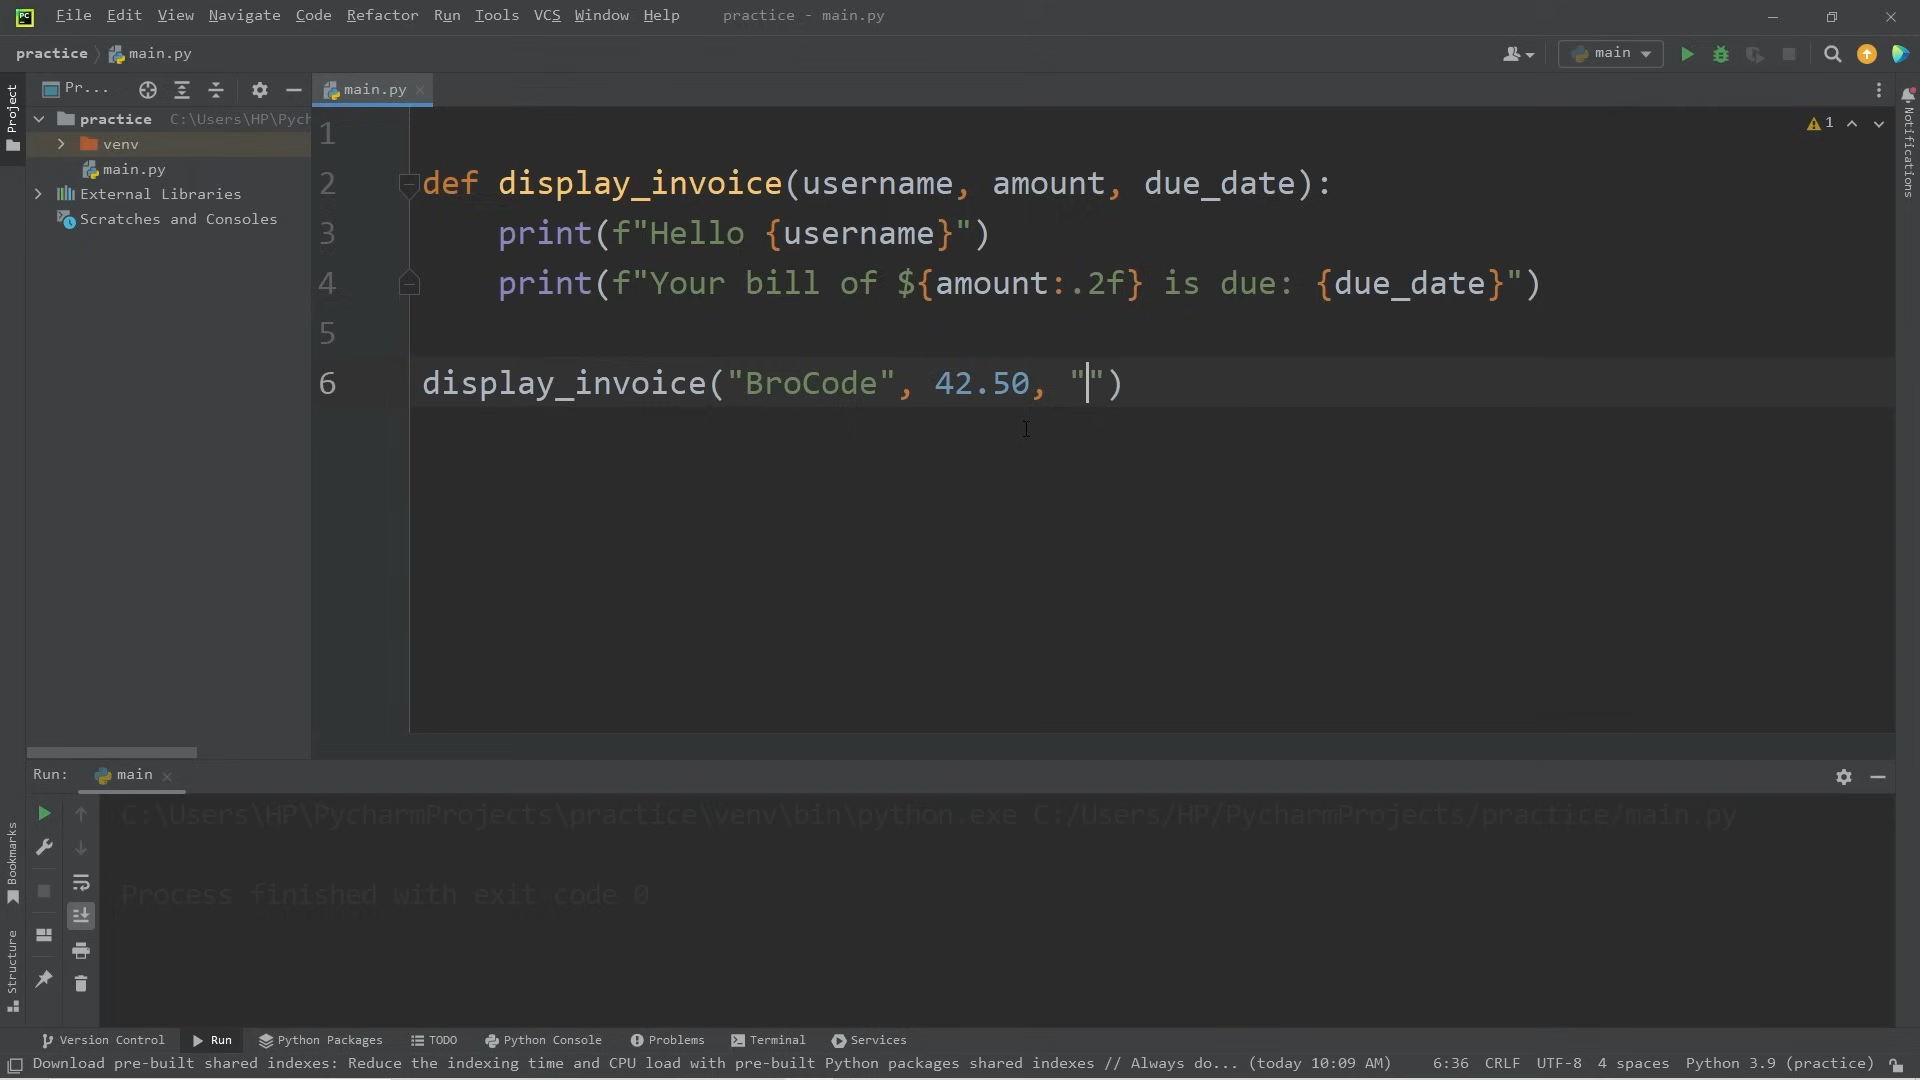 File Edit View Navigate Code Refactor Run Tools VCS Window Help practice - main.py
practice main.py main
Project Pr... main.py Notifications
practice C:\Users\HP\Pych
venv
main.py
External Libraries
Scratches and Consoles
1
2 def display_invoice(username, amount, due_date):
3 print(f"Hello {username}")
4 print(f"Your bill of ${amount:.2f} is due: {due_date}")
5
6 display_invoice("BroCode", 42.50, "")
1
Run: main
C:\Users\HP\PycharmProjects\practice\venv\bin\python.exe C:/Users/HP/PycharmProjects/practice/main.py
Process finished with exit code 0
Bookmarks
Structure
Version Control Run Python Packages TODO Python Console Problems Terminal Services
Download pre-built shared indexes: Reduce the indexing time and CPU load with pre-built Python packages shared indexes // Always do... (today 10:09 AM) 6:36 CRLF UTF-8 4 spaces Python 3.9 (practice)